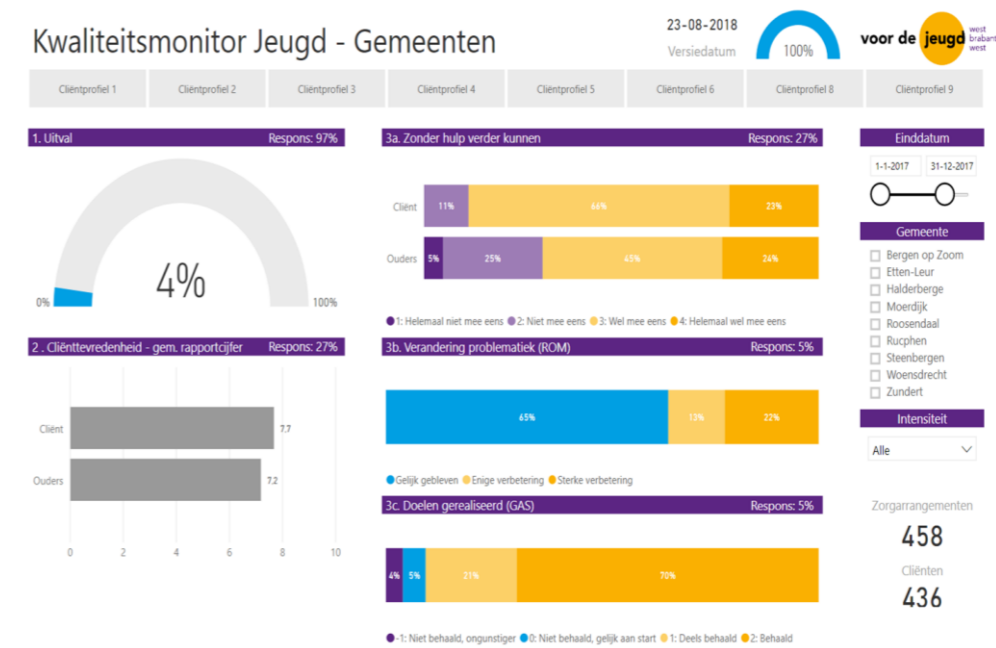 Kwaliteitsmonitor Jeugd - Gemeenten
23-08-2018
Versiedatum
100%
voor de jeugd west brabant west
Cliëntprofiel 1
Cliëntprofiel 2
Cliëntprofiel 3
Cliëntprofiel 4
Cliëntprofiel 5
Cliëntprofiel 6
Cliëntprofiel 8
Cliëntprofiel 9
1. Uitval Respons: 97%
4%
0%
100%
2 . Cliënttevredenheid - gem. rapportcijfer Respons: 27%
Cliënt 7,7
Ouders 7,2
0 2 4 6 8 10
3a. Zonder hulp verder kunnen Respons: 27%
Cliënt 11% 66% 23%
Ouders 5% 25% 45% 24%
1: Helemaal niet mee eens 2: Niet mee eens 3: Wel mee eens 4: Helemaal wel mee eens
3b. Verandering problematiek (ROM) Respons: 5%
65% 13% 22%
Gelijk gebleven Enige verbetering Sterke verbetering
3c. Doelen gerealiseerd (GAS) Respons: 5%
4% 5% 21% 70%
-1: Niet behaald, ongunstiger 0: Niet behaald, gelijk aan start 1: Deels behaald 2: Behaald
Einddatum
1-1-2017 31-12-2017
Gemeente
Bergen op Zoom
Etten-Leur
Halderberge
Moerdijk
Roosendaal
Rucphen
Steenbergen
Woensdrecht
Zundert
Intensiteit
Alle
Zorgarrangementen
458
Cliënten
436